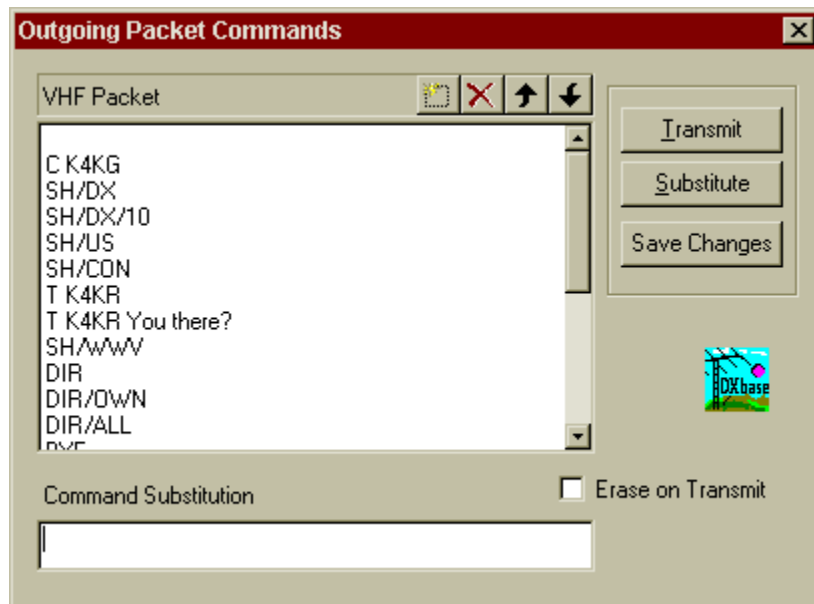 Outgoing Packet Commands
VHF Packet
C K4KG
SH/DX
SH/DX/10
SH/US
SH/CON
T K4KR
T K4KR You there?
SH/WWV
DIR
DIR/OWN
DIR/ALL
Transmit
Substitute
Save Changes
DXbase
Command Substitution
Erase on Transmit